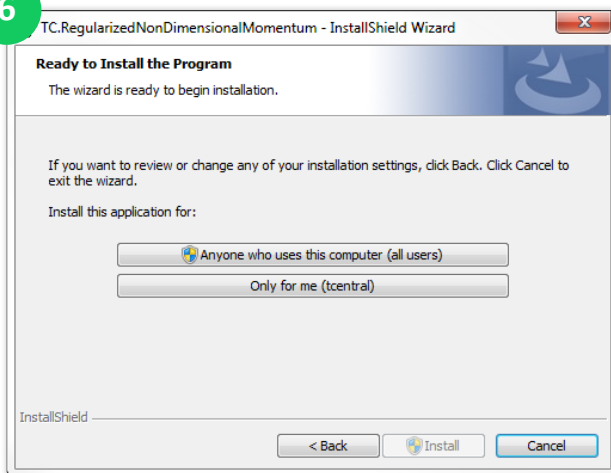 6
TC.RegularizedNonDimensionalMomentum - InstallShield Wizard
Ready to Install the Program
The wizard is ready to begin installation.
If you want to review or change any of your installation settings, click Back. Click Cancel to
exit the wizard.
Install this application for:
Anyone who uses this computer (all users)
Only for me (tcentral)
InstallShield
< Back
Install
Cancel